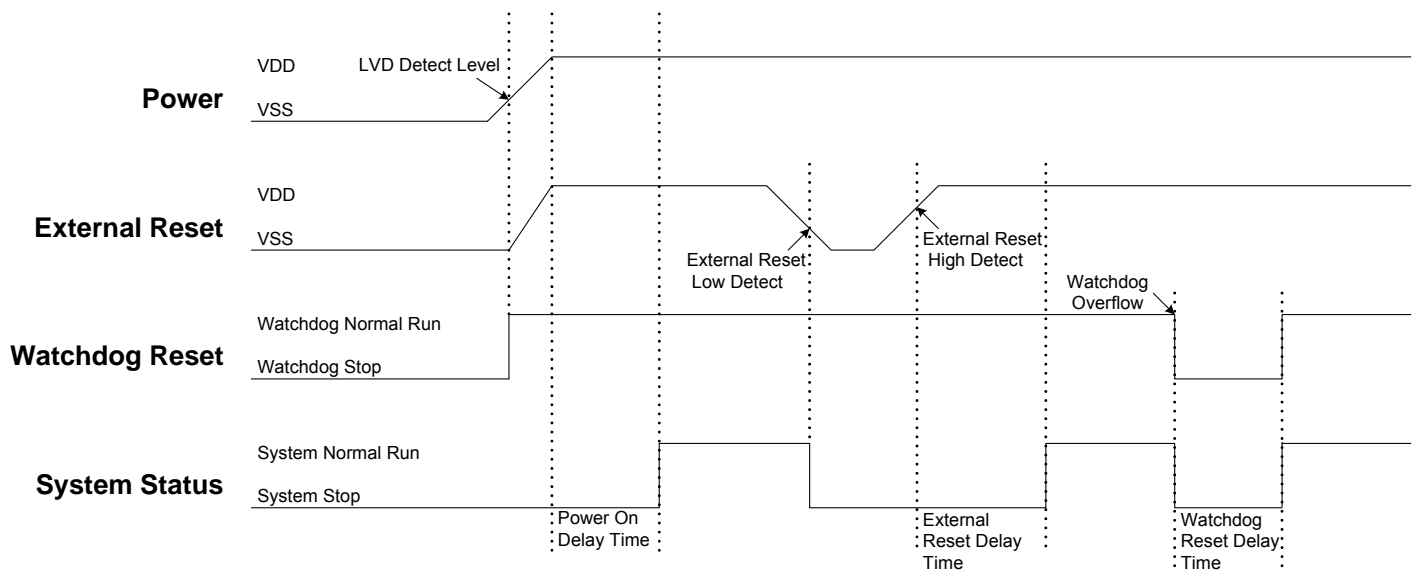 VDD
LVD Detect Level
Power
VSS
VDD
External Reset
VSS
External Reset
Low Detect
External Reset
High Detect
Watchdog
Overflow
Watchdog Normal Run
Watchdog Reset
Watchdog Stop
System Normal Run
System Status
System Stop
Power On
Delay Time
External
Reset Delay
Time
Watchdog
Reset Delay
Time